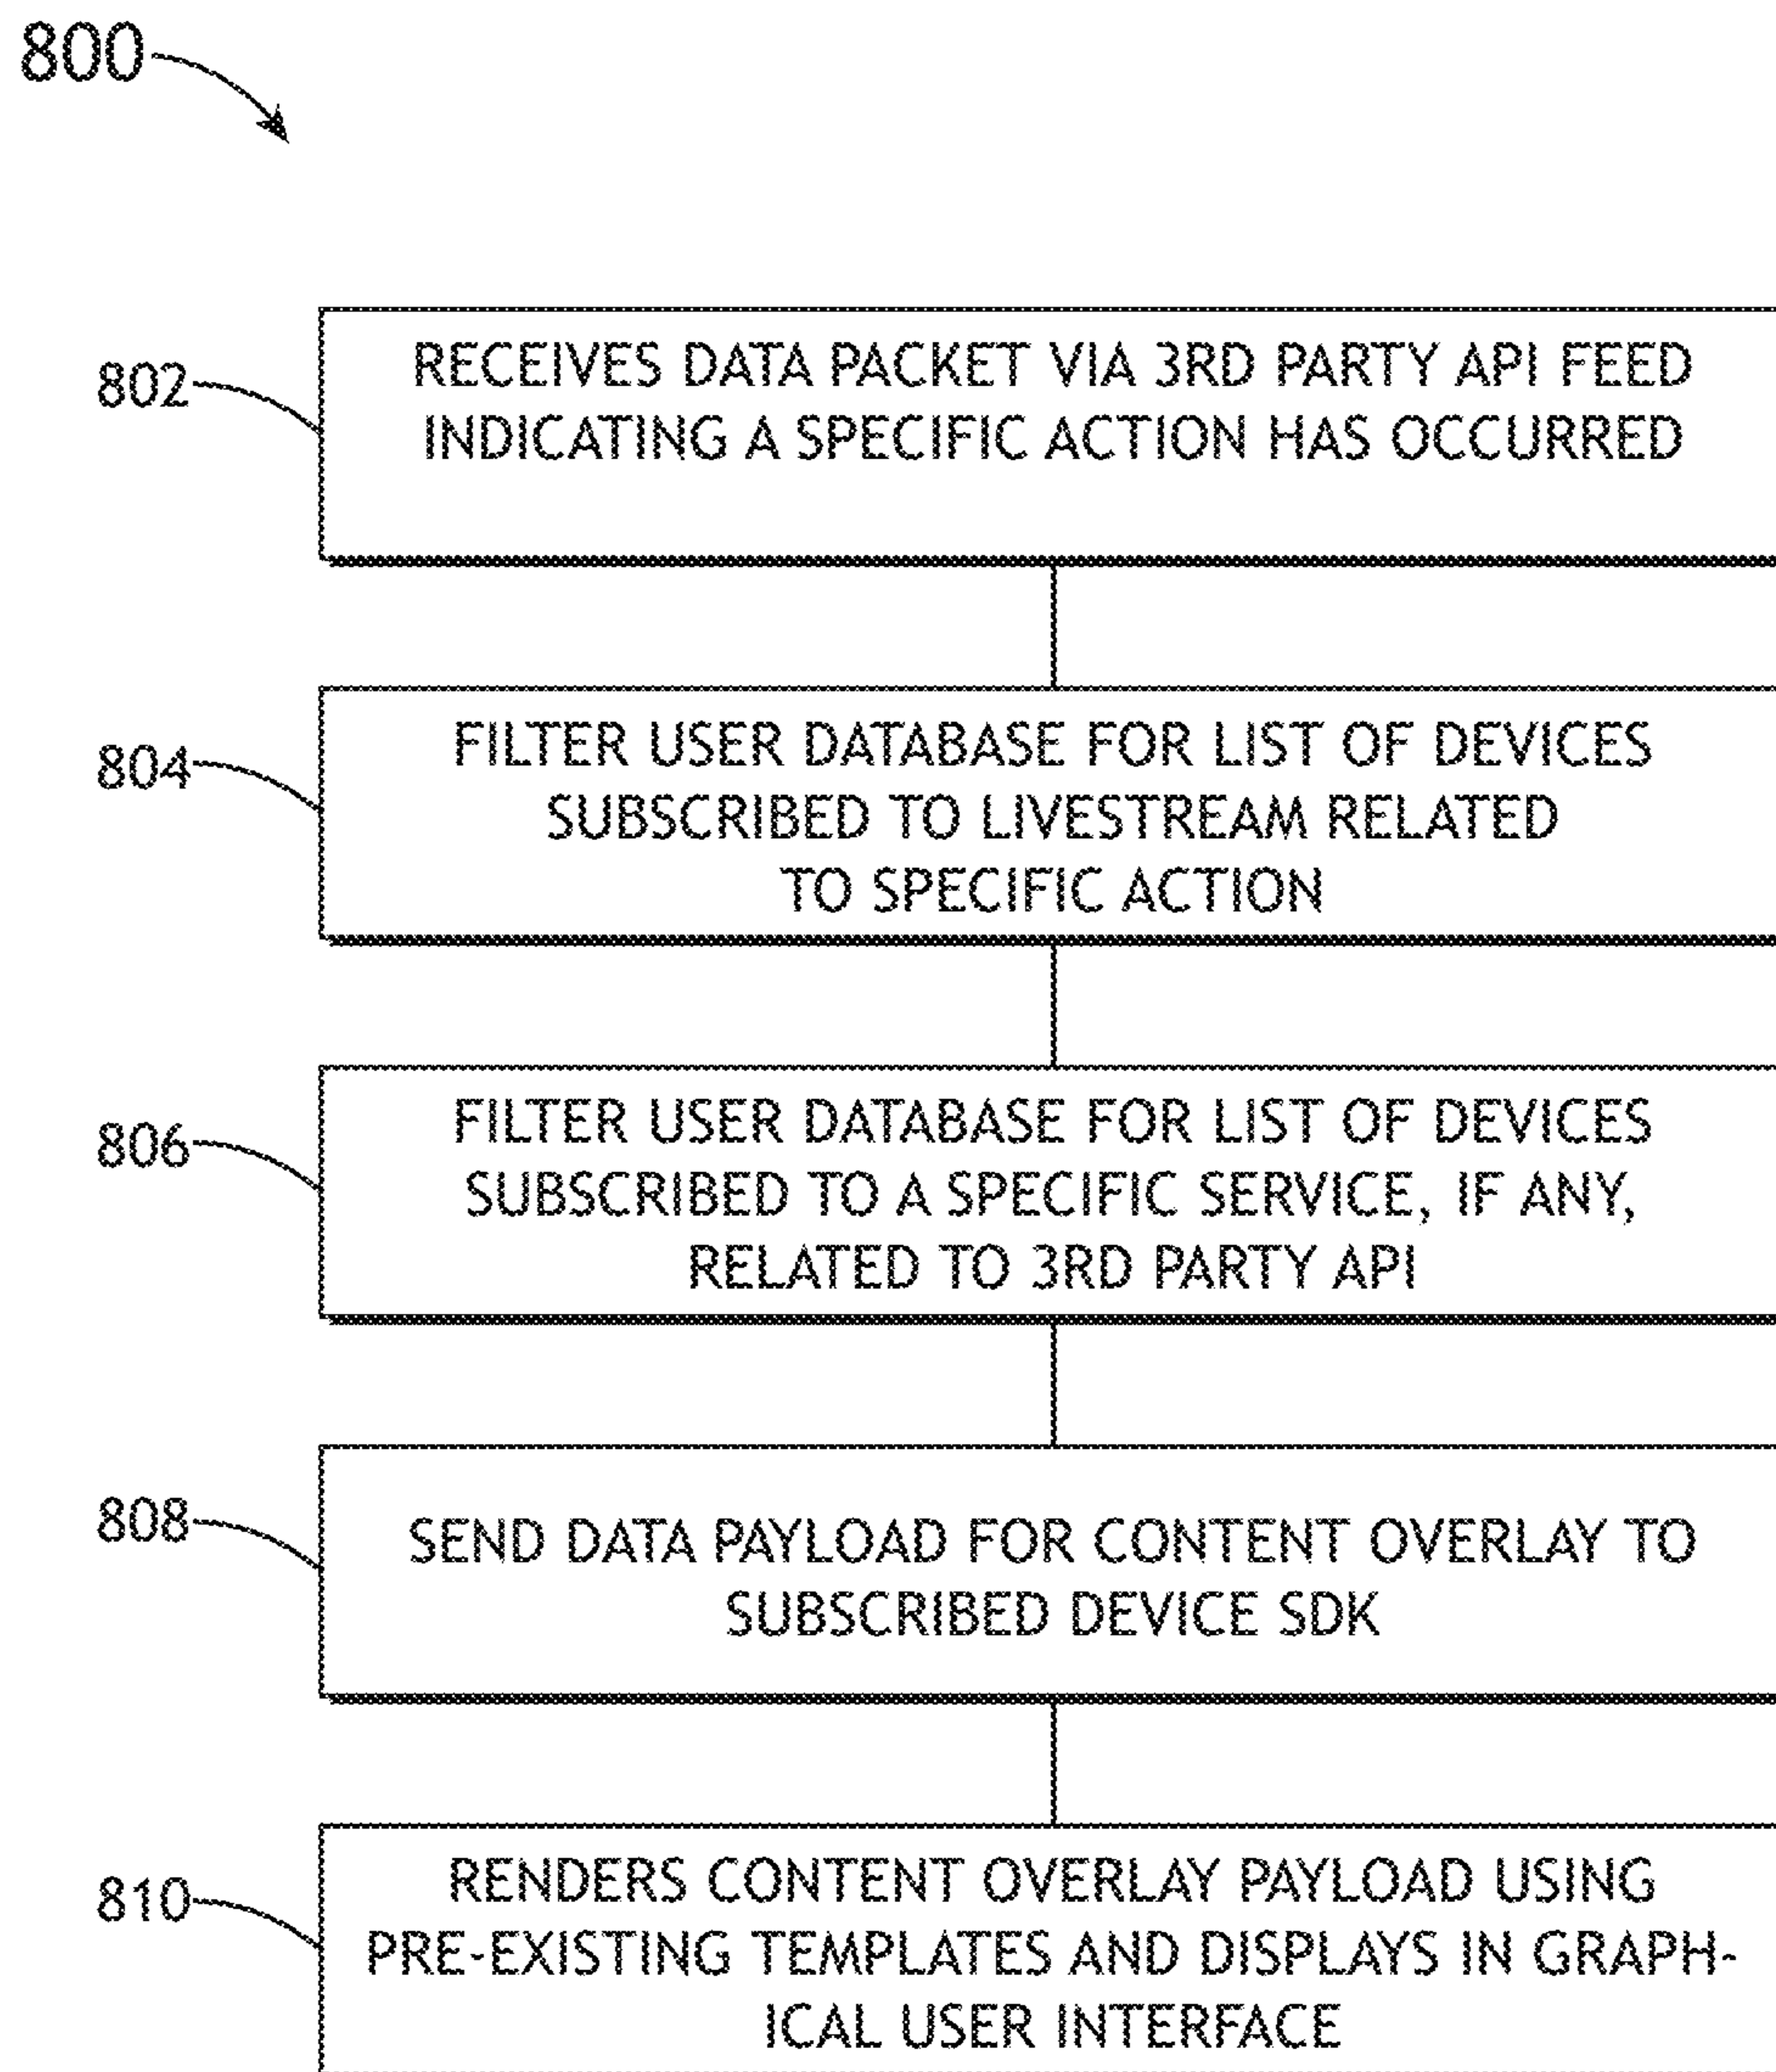 800
802
RECEIVES DATA PACKET VIA 3RD PARTY API FEED
INDICATING A SPECIFIC ACTION HAS OCCURRED
804
FILTER USER DATABASE FOR LIST OF DEVICES
SUBSCRIBED TO LIVESTREAM RELATED
TO SPECIFIC ACTION
806
FILTER USER DATABASE FOR LIST OF DEVICES
SUBSCRIBED TO A SPECIFIC SERVICE, IF ANY,
RELATED TO 3RD PARTY API
808
SEND DATA PAYLOAD FOR CONTENT OVERLAY TO
SUBSCRIBED DEVICE SDK
810
RENDERS CONTENT OVERLAY PAYLOAD USING
PRE-EXISTING TEMPLATES AND DISPLAYS IN GRAPH-
ICAL USER INTERFACE